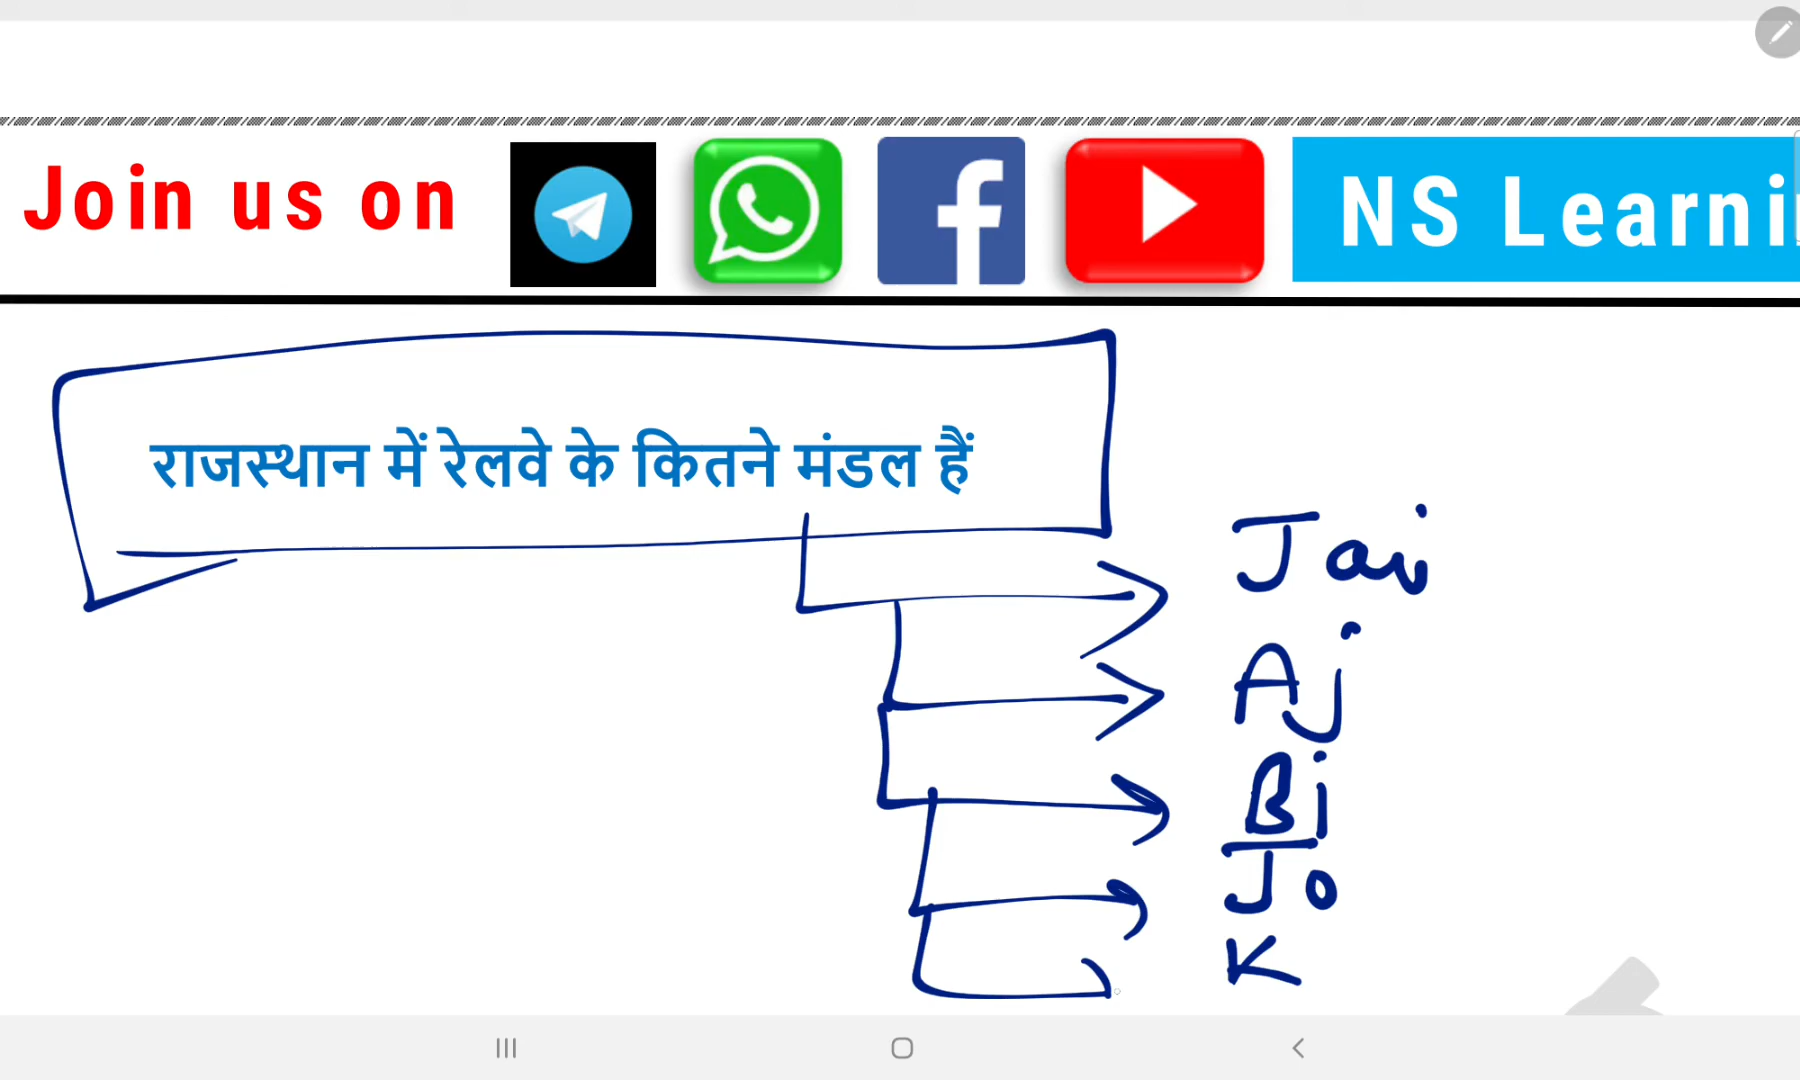 Join us on NS Learni
राजस्थान में रेलवे के कितने मंडल हैं
Jai
Aj
Bi
Jo
K